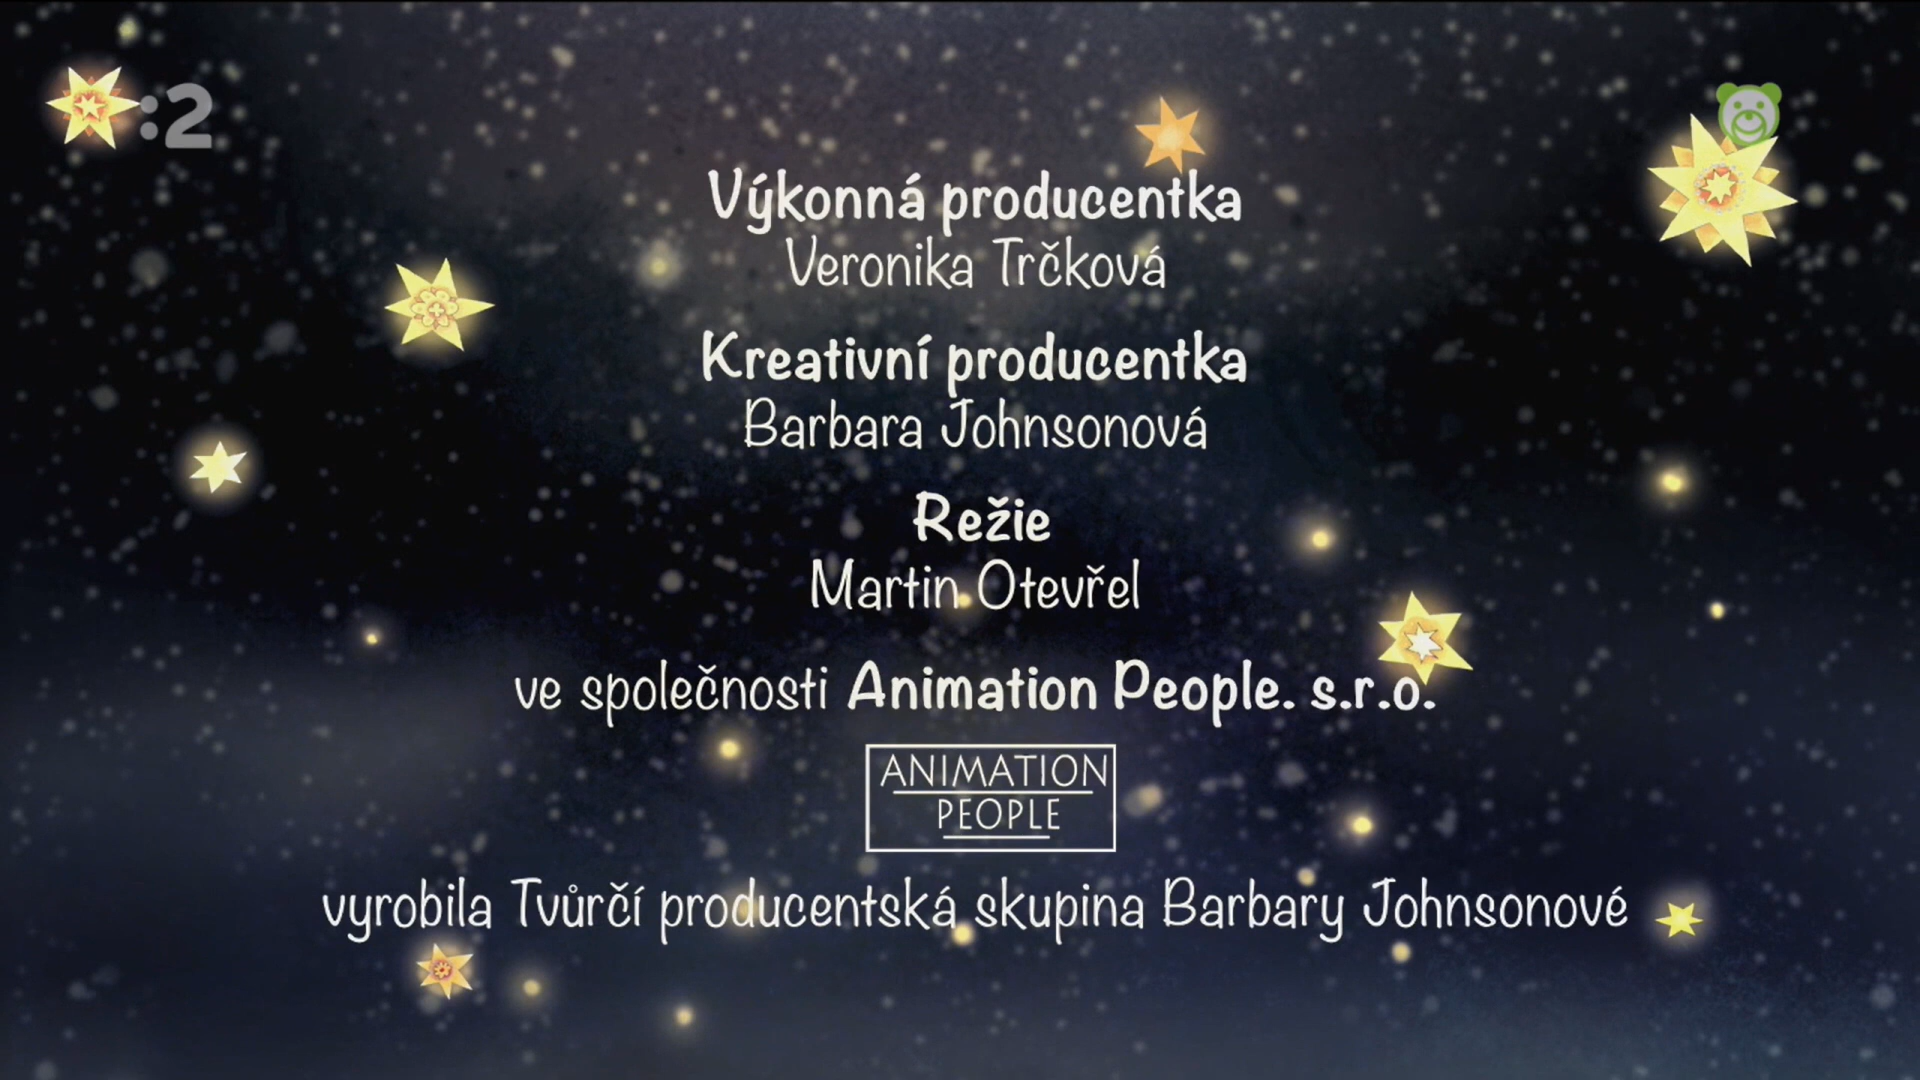 :2
Výkonná producentka
Veronika Trčková
Kreativní producentka
Barbara Johnsonová
Režie
Martin Otevřel
ve společnosti Animation People. s.r.o.
ANIMATION
PEOPLE
vyrobila Tvůrčí producentská skupina Barbary Johnsonové